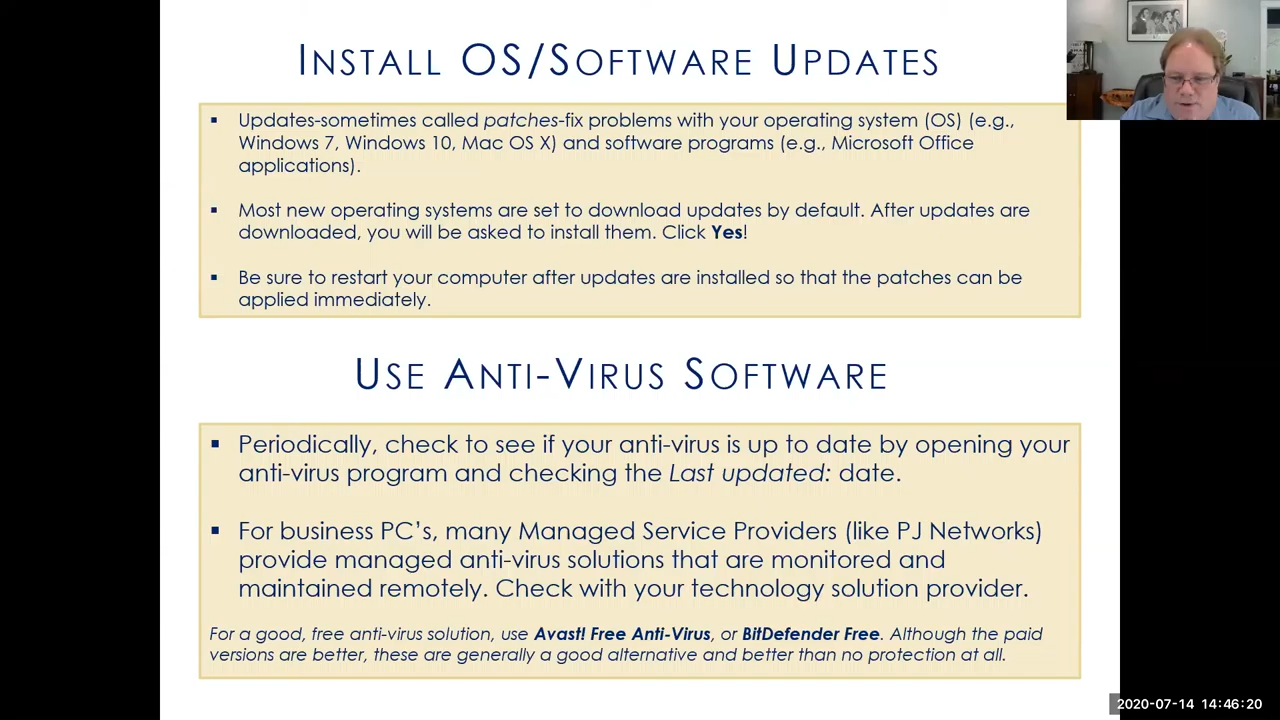 INSTALL OS/SOFTWARE UPDATES
▪ Updates-sometimes called patches-fix problems with your operating system (OS) (e.g.,
Windows 7, Windows 10, Mac OS X) and software programs (e.g., Microsoft Office
applications).
▪ Most new operating systems are set to download updates by default. After updates are
downloaded, you will be asked to install them. Click Yes!
▪ Be sure to restart your computer after updates are installed so that the patches can be
applied immediately.
USE ANTI-VIRUS SOFTWARE
▪ Periodically, check to see if your anti-virus is up to date by opening your
anti-virus program and checking the Last updated: date.
▪ For business PC's, many Managed Service Providers (like PJ Networks)
provide managed anti-virus solutions that are monitored and
maintained remotely. Check with your technology solution provider.
For a good, free anti-virus solution, use Avast! Free Anti-Virus, or BitDefender Free. Although the paid
versions are better, these are generally a good alternative and better than no protection at all.
2020-07-14 14:46:20